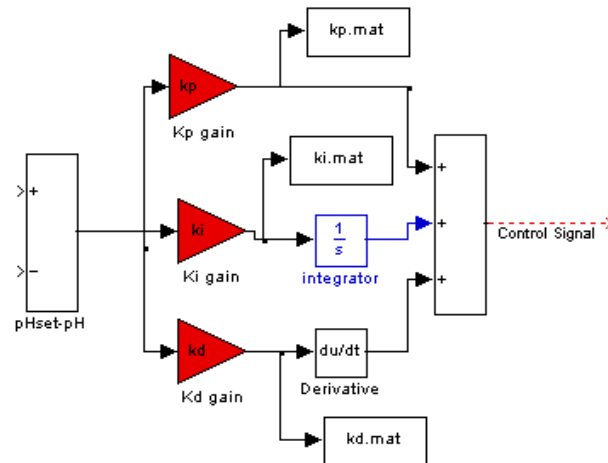 kp.mat
kp
Kp gain
ki.mat
+
+
ki
1
s
+
Control Signal
−
Ki gain
integrator
+
pHset-pH
kd
du/dt
Kd gain
Derivative
kd.mat